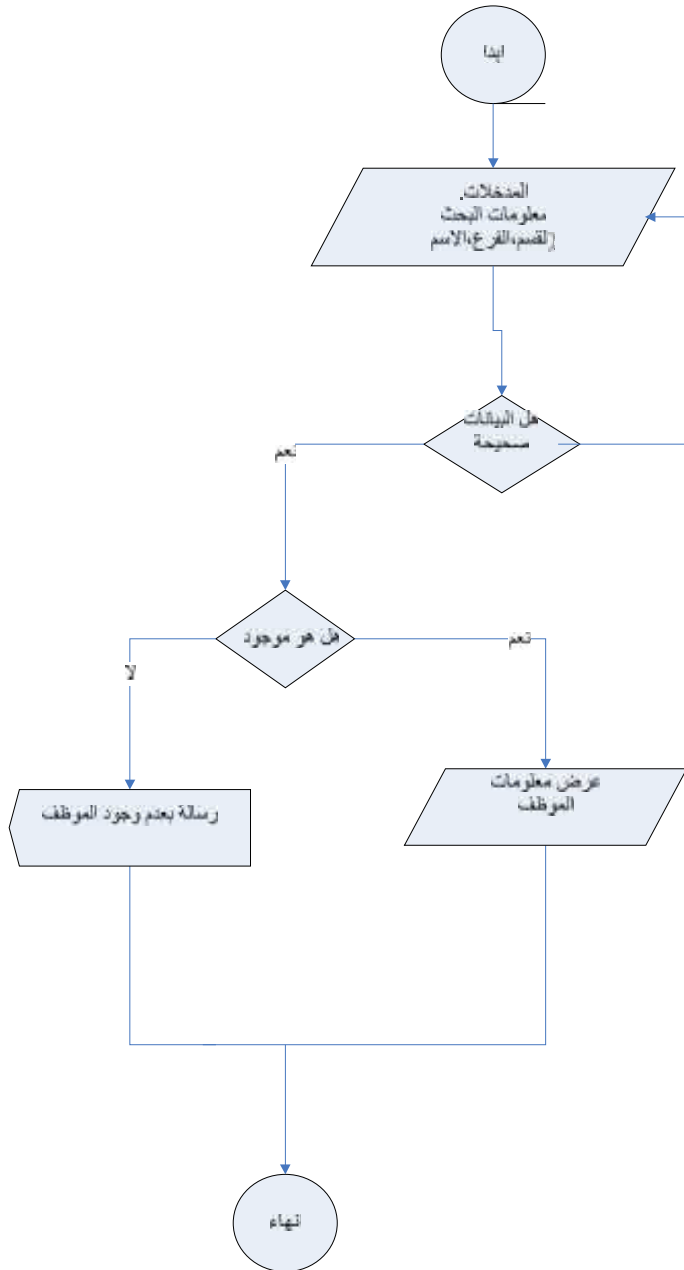 ابدا
المدخلات.
معلومات البحث
القسم،الفرع،الاسم
هل البيانات
صحيحة
نعم
هل هو موجود
نعم
لا
عرض معلومات
الموظف
رسالة بعدم وجود الموظف
انهاء